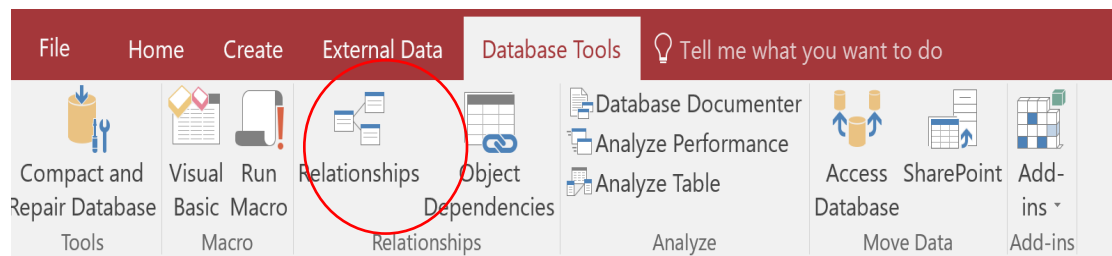 File Home Create External Data Database Tools Tell me what you want to do
Compact and
Repair Database
Visual
Basic
Run
Macro
Relationships
Object
Dependencies
Database Documenter
Analyze Performance
Analyze Table
Access
Database
SharePoint
Add-
ins
Tools Macro Relationships Analyze Move Data Add-ins